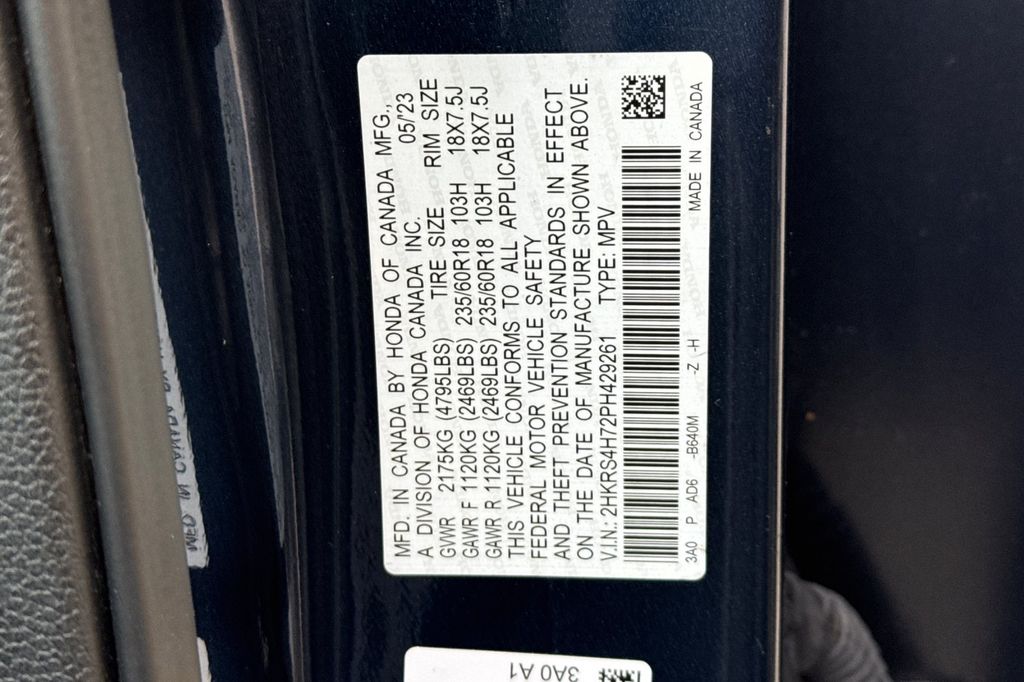 MFD. IN CANADA BY HONDA OF CANADA MFG.,
A DIVISION OF HONDA CANADA INC. 05/'23
GVWR 2175KG (4795LBS) TIRE SIZE RIM SIZE
GAWR F 1120KG (2469LBS) 235/60R18 103H 18X7.5J
GAWR R 1120KG (2469LBS) 235/60R18 103H 18X7.5J
THIS VEHICLE CONFORMS TO ALL APPLICABLE
FEDERAL MOTOR VEHICLE SAFETY
AND THEFT PREVENTION STANDARDS IN EFFECT
ON THE DATE OF MANUFACTURE SHOWN ABOVE.
V.I.N.: 2HKRS4H72PH429261 TYPE: MPV
3A0 P AD6 -B640M -Z -H MADE IN CANADA
3A0 A1